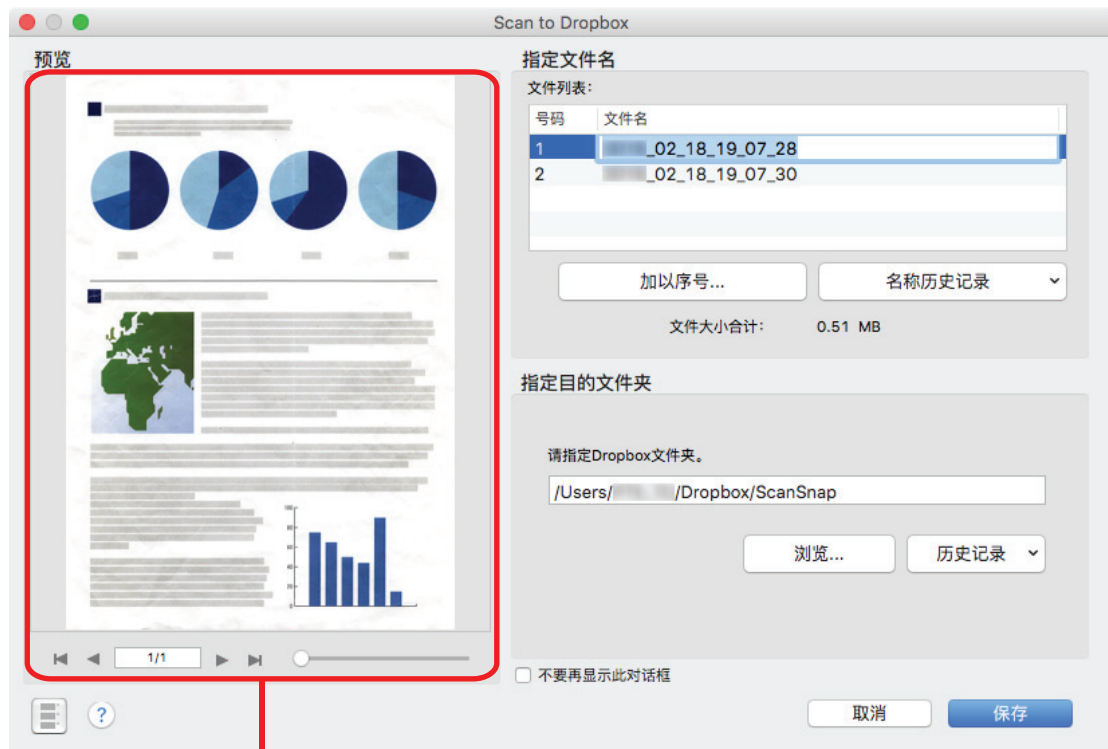 Scan to Dropbox
预览
1/1
?
指定文件名
文件列表:
号码 文件名
1 _02_18_19_07_28
2 _02_18_19_07_30
加以序号... 名称历史记录
文件大小合计: 0.51 MB
指定目的文件夹
请指定Dropbox文件夹。
/Users/ /Dropbox/ScanSnap
浏览... 历史记录
不要再显示此对话框
取消 保存